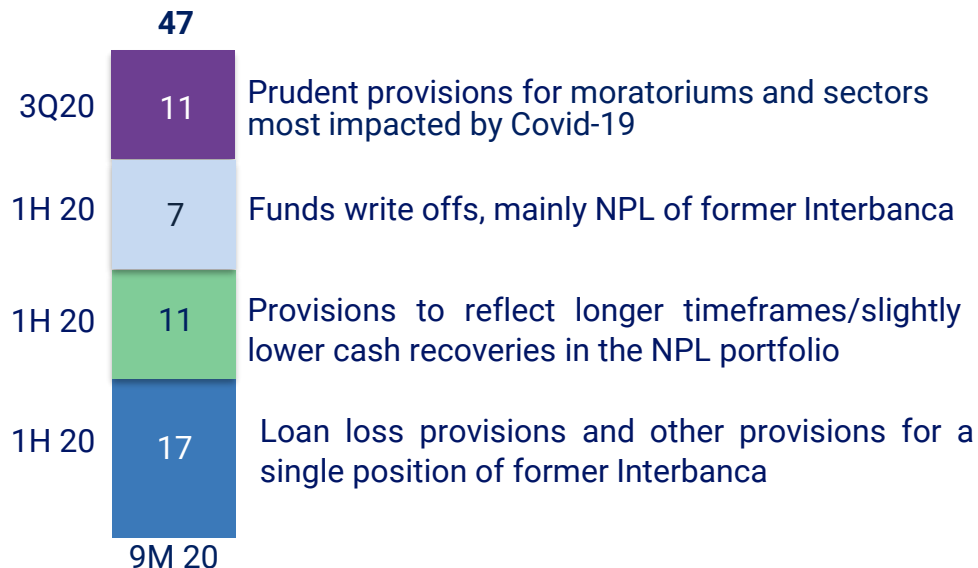 47
3Q20
11
Prudent provisions for moratoriums and sectors
most impacted by Covid-19
1H 20
7
Funds write offs, mainly NPL of former Interbanca
1H 20
11
Provisions to reflect longer timeframes/slightly
lower cash recoveries in the NPL portfolio
1H 20
17
Loan loss provisions and other provisions for a
single position of former Interbanca
9M 20